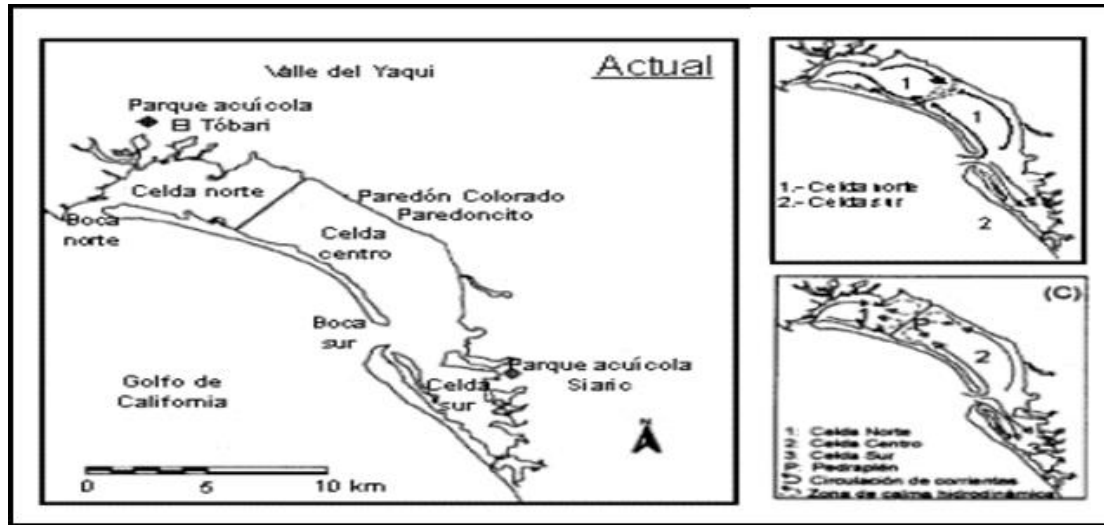 Valle del Yaqui
Actual
Parque acuícola
El Tóbari
Celda norte
Paredón Colorado
Paredoncito
Boca
norte
Celda
centro
Boca
sur
Parque acuícola
Siaric
Celda
sur
Golfo de
California
N
0 5 10 km
1
1
1.- Celda norte
2.- Celda sur
2
(C)
1
P
2
3
1: Celda Norte
2: Celda Centro
3: Celda Sur
P: Pedraplén
Circulación de corrientes
Zona de calma hidrodinámica